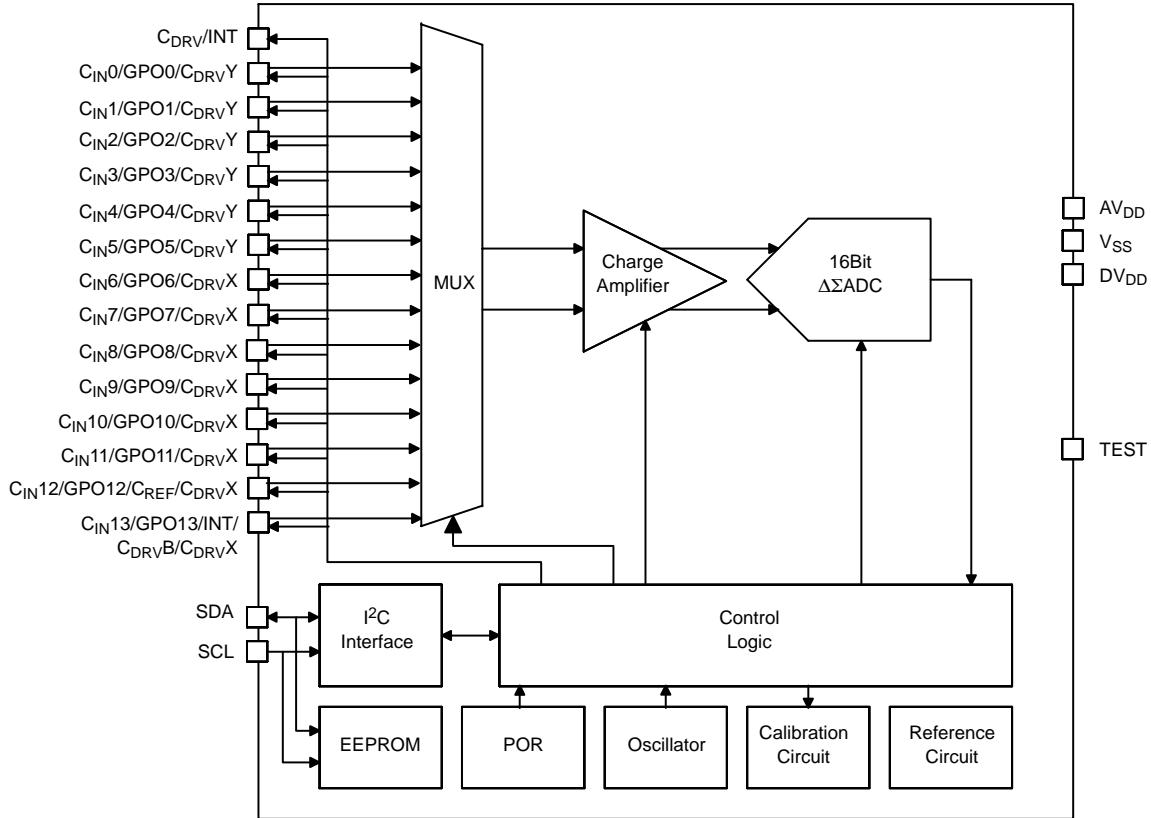 CDRV/INT
CIN0/GPO0/CDRVY
CIN1/GPO1/CDRVY
CIN2/GPO2/CDRVY
CIN3/GPO3/CDRVY
CIN4/GPO4/CDRVY
CIN5/GPO5/CDRVY
CIN6/GPO6/CDRVX
CIN7/GPO7/CDRVX
CIN8/GPO8/CDRVX
CIN9/GPO9/CDRVX
CIN10/GPO10/CDRVX
CIN11/GPO11/CDRVX
CIN12/GPO12/CREF/CDRVX
CIN13/GPO13/INT/
CDRVB/CDRVX
SDA
SCL
MUX
Charge
Amplifier
16Bit
ΔΣADC
AVDD
VSS
DVDD
TEST
I2C
Interface
Control
Logic
EEPROM
POR
Oscillator
Calibration
Circuit
Reference
Circuit